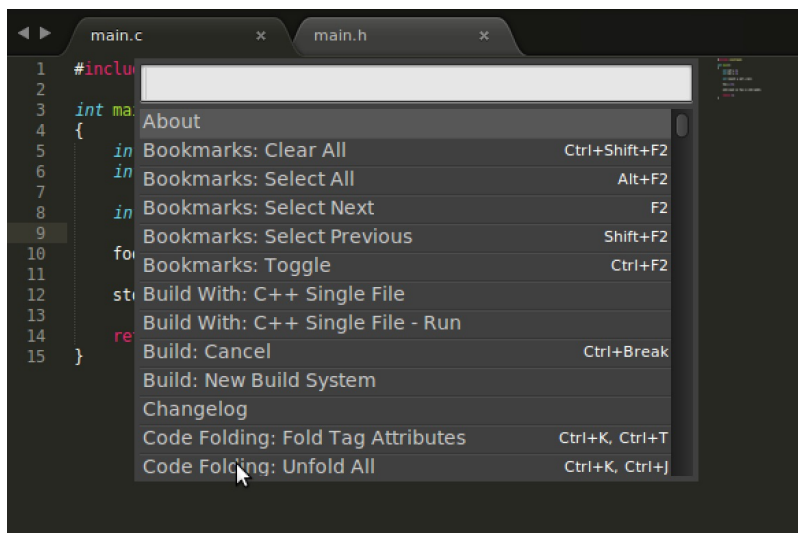 main.c × main.h ×
1 #inclu
2
3 int ma
4 {
5 in
6 in
7
8 in
9
10 foo
11
12 sto
13
14 re
15 }
About
Bookmarks: Clear All Ctrl+Shift+F2
Bookmarks: Select All Alt+F2
Bookmarks: Select Next F2
Bookmarks: Select Previous Shift+F2
Bookmarks: Toggle Ctrl+F2
Build With: C++ Single File
Build With: C++ Single File - Run
Build: Cancel Ctrl+Break
Build: New Build System
Changelog
Code Folding: Fold Tag Attributes Ctrl+K, Ctrl+T
Code Folding: Unfold All Ctrl+K, Ctrl+J